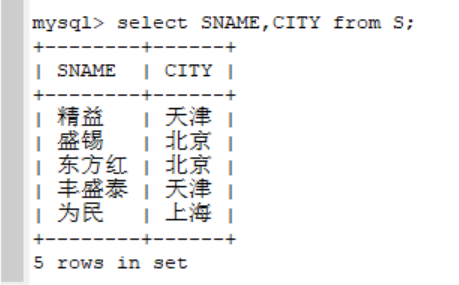 mysql> select SNAME,CITY from S;
+---------+------+
| SNAME   | CITY |
+---------+------+
| 精益    | 天津 |
| 盛锡    | 北京 |
| 东方红  | 北京 |
| 丰盛泰  | 天津 |
| 为民    | 上海 |
+---------+------+
5 rows in set